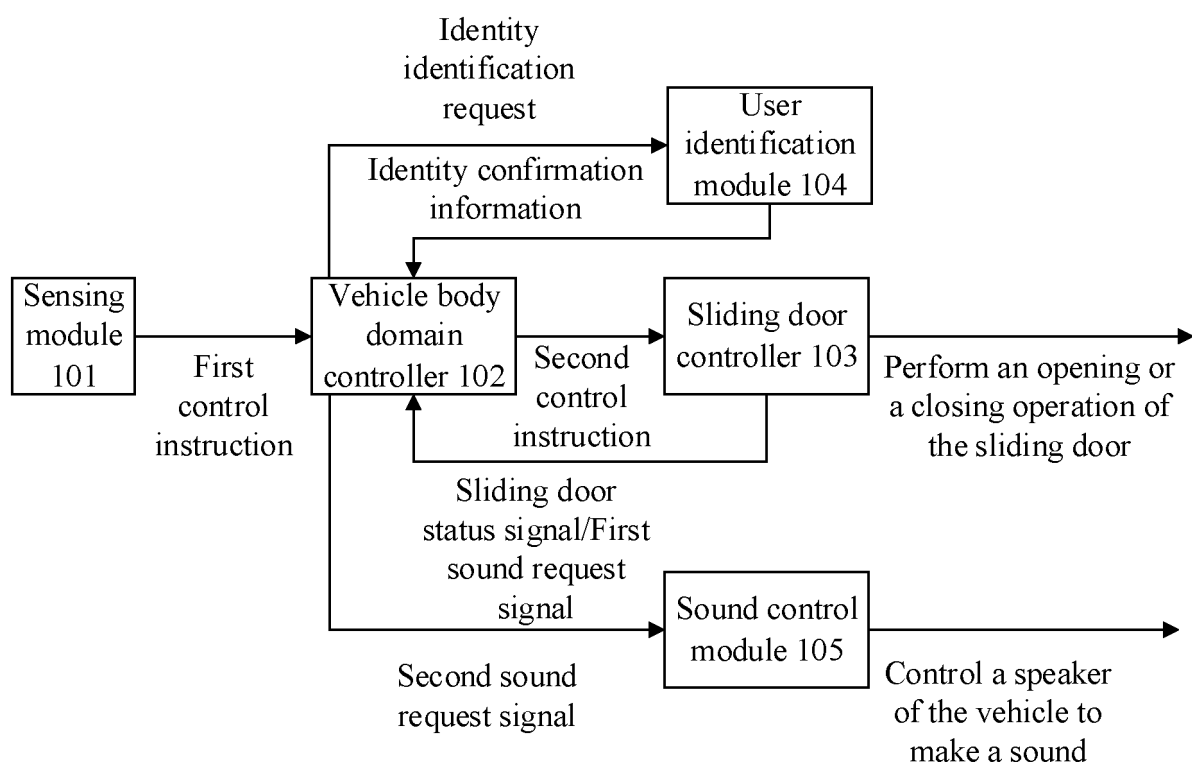 Identity
identification
request
User
identification
module 104
Identity confirmation
information
Sensing
module
101
First
control
instruction
Vehicle body
domain
controller 102
Second
control
instruction
Sliding door
controller 103
Perform an opening or
a closing operation of
the sliding door
Sliding door
status signal/First
sound request
signal
Second sound
request signal
Sound control
module 105
Control a speaker
of the vehicle to
make a sound